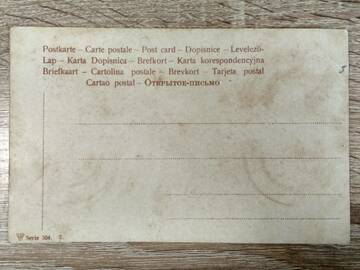 Postkarte – Carte postale – Post card – Dopisnice – Levelező-
Lap – Karta Dopisnica – Brefkort – Karta korespondencyjna
Briefkaart – Cartolina postale – Brevkort – Tarjeta postal
Cartao postal – Открытое-письмо
Serie 304.